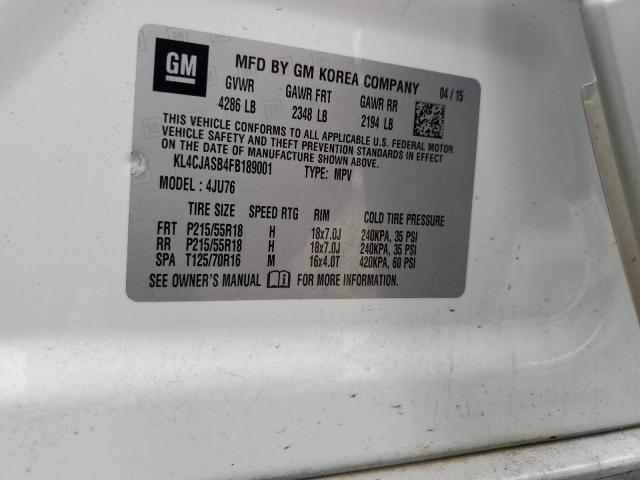 GM
MFD BY GM KOREA COMPANY 04 / 15
GVWR GAWR FRT GAWR RR
4286 LB 2348 LB 2194 LB
THIS VEHICLE CONFORMS TO ALL APPLICABLE U.S. FEDERAL MOTOR
VEHICLE SAFETY AND THEFT PREVENTION STANDARDS IN EFFECT
ON THE DATE OF MANUFACTURE SHOWN ABOVE.
KL4CJASB4FB189001 TYPE: MPV
MODEL: 4JU76
TIRE SIZE SPEED RTG RIM COLD TIRE PRESSURE
FRT P215/55R18 H 18x7.0J 240KPA, 35 PSI
RR P215/55R18 H 18x7.0J 240KPA, 35 PSI
SPA T125/70R16 M 16x4.0T 420KPA, 60 PSI
SEE OWNER'S MANUAL FOR MORE INFORMATION.